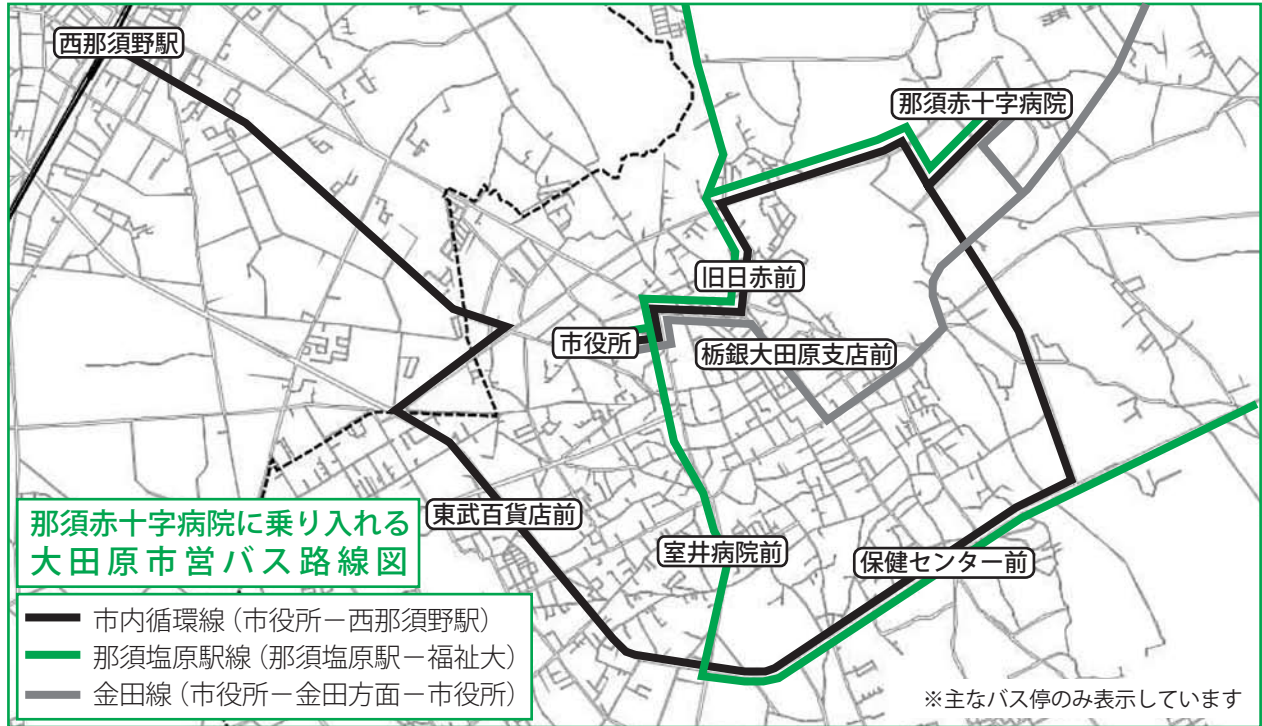 西那須野駅
那須赤十字病院
旧日赤前
市役所
栃銀大田原支店前
東武百貨店前
室井病院前
保健センター前
那須赤十字病院に乗り入れる
大田原市営バス路線図
市内循環線(市役所－西那須野駅)
那須塩原駅線(那須塩原駅－福祉大)
金田線(市役所－金田方面－市役所)
※主なバス停のみ表示しています